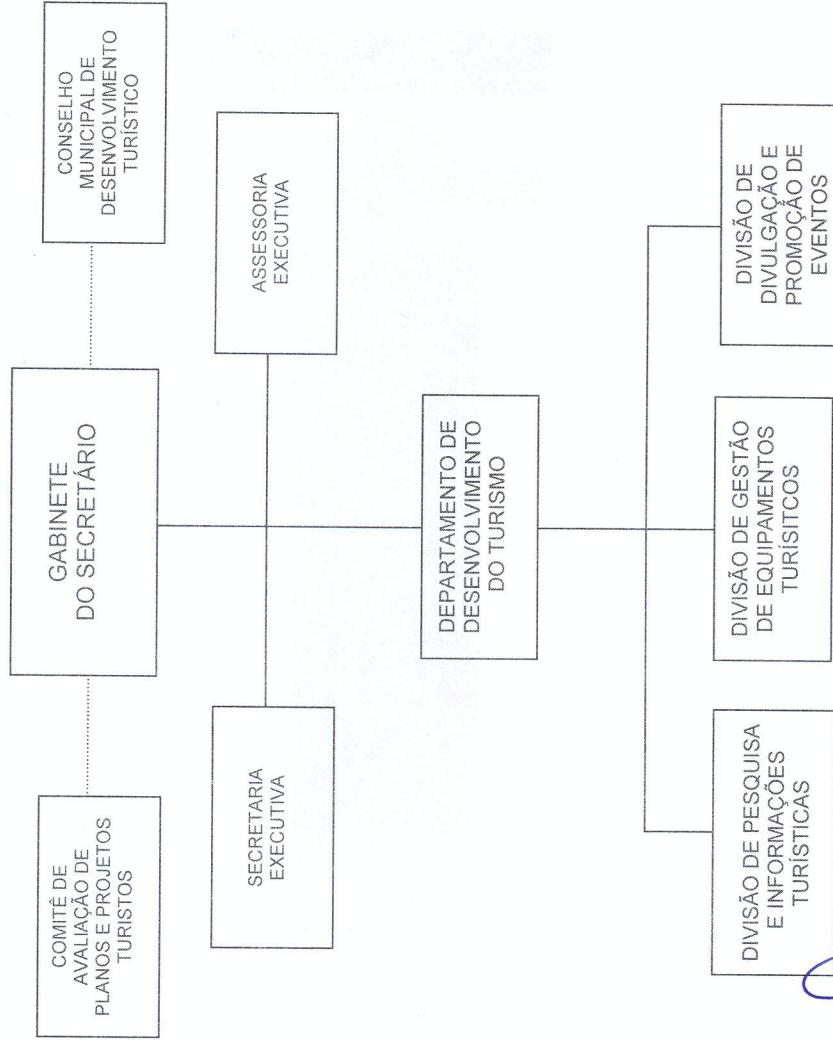 COMITÊ DE
AVALIAÇÃO DE
PLANOS E PROJETOS
TURISTOS
GABINETE
DO SECRETÁRIO
CONSELHO
MUNICIPAL DE
DESENVOLVIMENTO
TURÍSTICO
SECRETARIA
EXECUTIVA
ASSESSORIA
EXECUTIVA
DEPARTAMENTO DE
DESENVOLVIMENTO
DO TURISMO
DIVISÃO DE PESQUISA
E INFORMAÇÕES
TURÍSTICAS
DIVISÃO DE GESTÃO
DE EQUIPAMENTOS
TURÍSITCOS
DIVISÃO DE
DIVULGAÇÃO E
PROMOÇÃO DE
EVENTOS